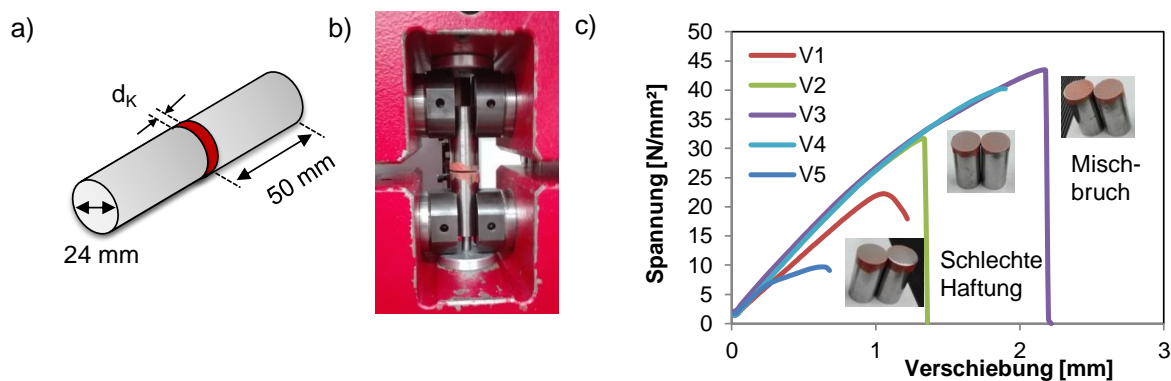 a)
d_K
50 mm
24 mm
b)
c)
Spannung [N/mm²]
50
45
40
35
30
25
20
15
10
5
0
V1
V2
V3
V4
V5
Misch-
bruch
Schlechte
Haftung
0
1
2
3
Verschiebung [mm]